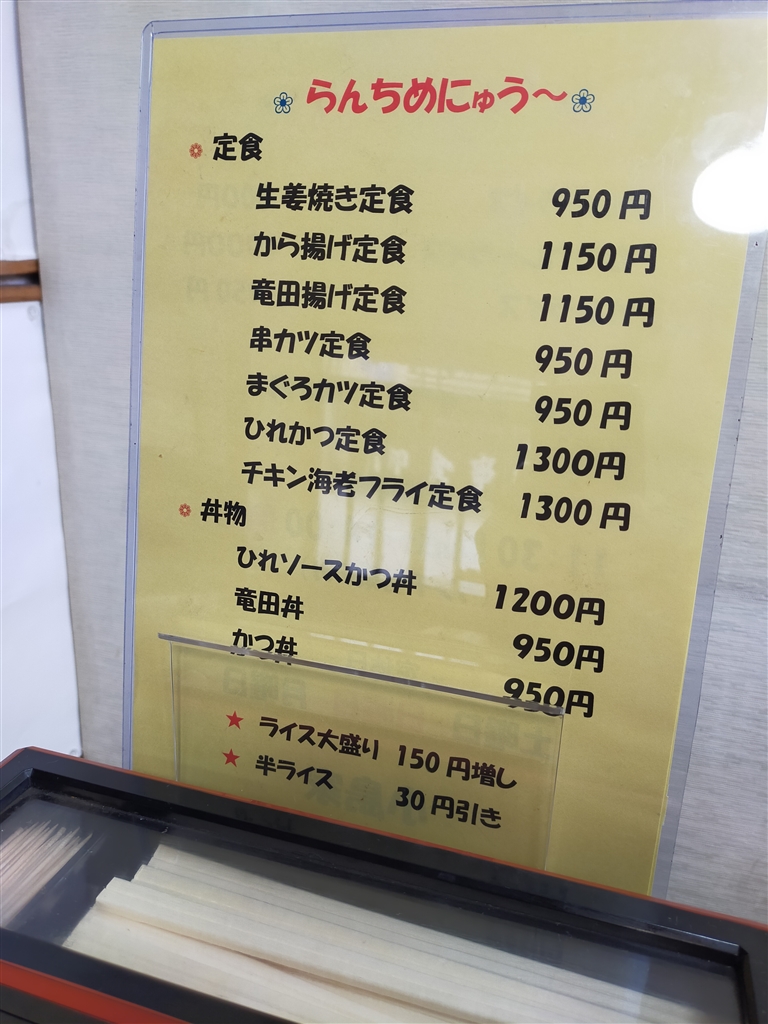 らんちめにゅう〜
定食
生姜焼き定食 950円
から揚げ定食 1150円
竜田揚げ定食 1150円
串カツ定食 950円
まぐろカツ定食 950円
ひれかつ定食 1300円
チキン海老フライ定食 1300円
丼物
ひれソースかつ丼 1200円
竜田丼 950円
かつ丼 950円
★ ライス大盛り 150円増し
★ 半ライス 30円引き